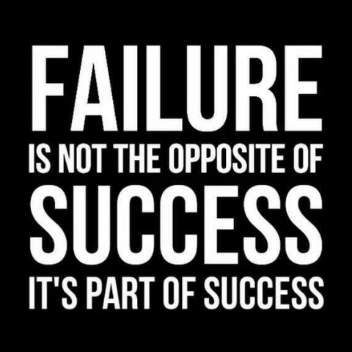 FAILURE
IS NOT THE OPPOSITE OF
SUCCESS
IT'S PART OF SUCCESS